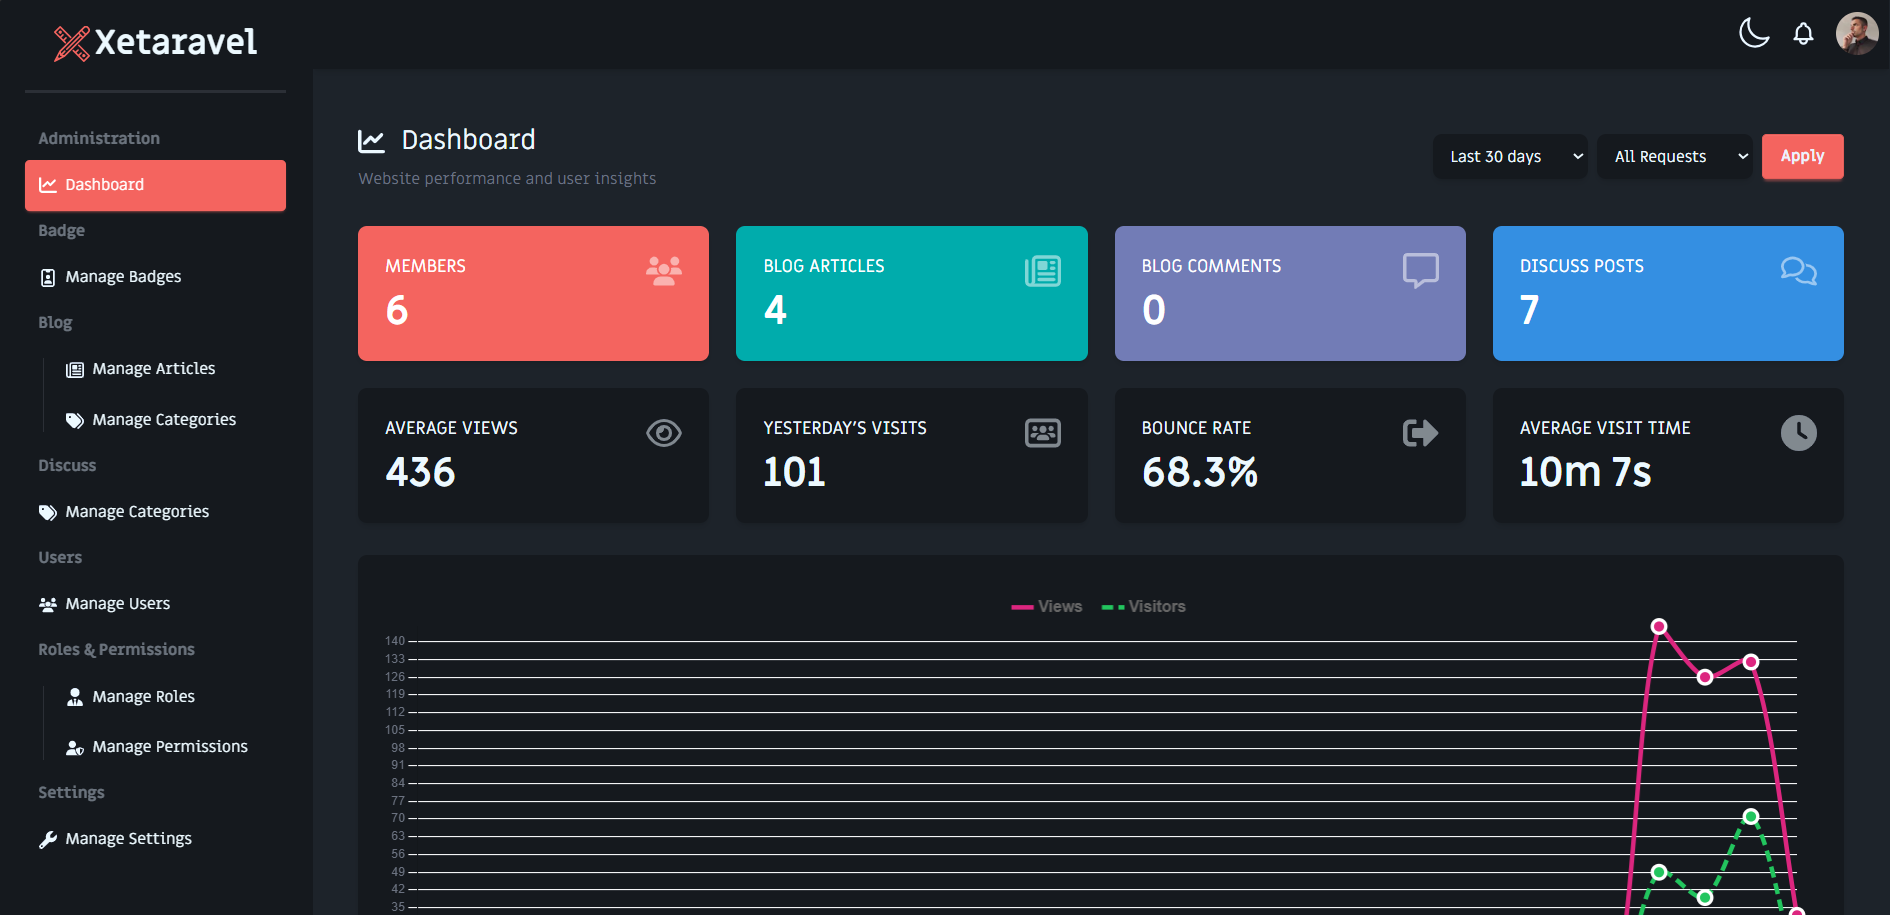 Xetaravel
Administration
Dashboard
Badge
Manage Badges
Blog
Manage Articles
Manage Categories
Discuss
Manage Categories
Users
Manage Users
Roles & Permissions
Manage Roles
Manage Permissions
Settings
Manage Settings
Dashboard
Website performance and user insights
Last 30 days
All Requests
Apply
MEMBERS
6
BLOG ARTICLES
4
BLOG COMMENTS
0
DISCUSS POSTS
7
AVERAGE VIEWS
436
YESTERDAY'S VISITS
101
BOUNCE RATE
68.3%
AVERAGE VISIT TIME
10m 7s
Views Visitors
140
133
126
119
112
105
98
91
84
77
70
63
56
49
42
35